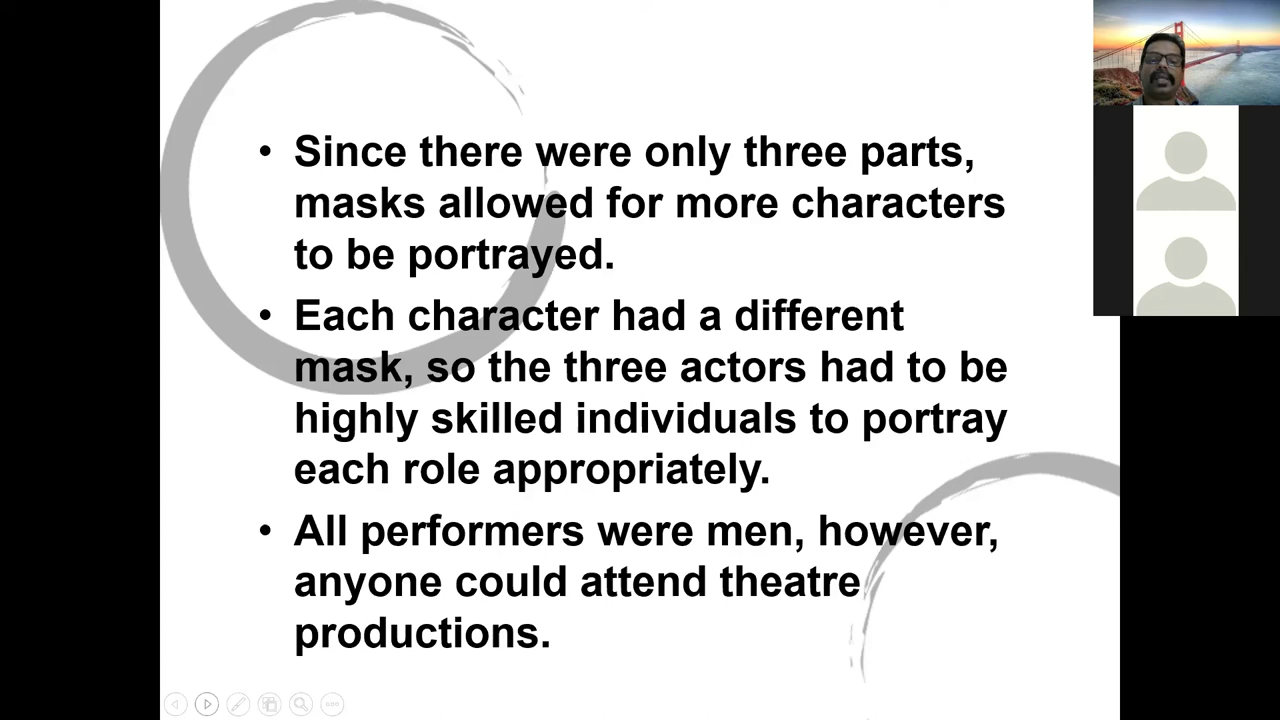 • Since there were only three parts,
masks allowed for more characters
to be portrayed.
• Each character had a different
mask, so the three actors had to be
highly skilled individuals to portray
each role appropriately.
• All performers were men, however,
anyone could attend theatre
productions.